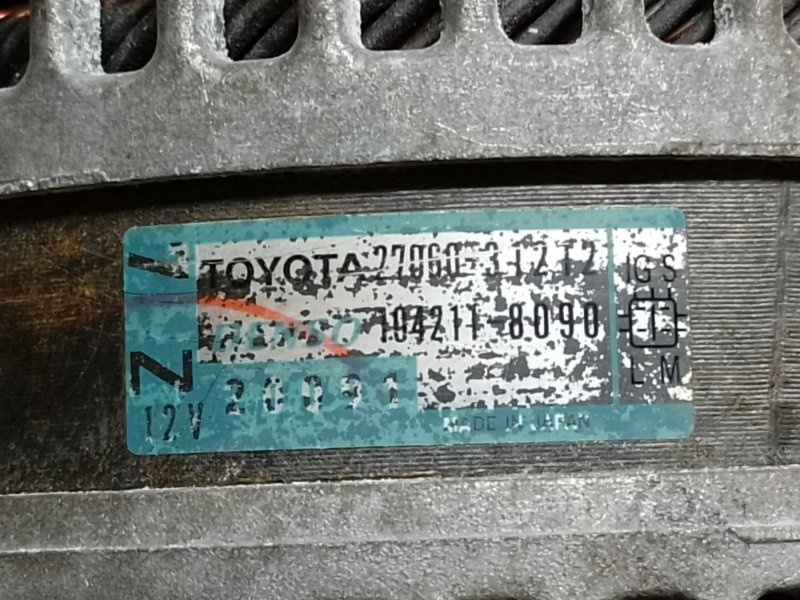 TOYOTA 27060-31212
DENSO 104211-8090
IG S
L M
Z
12V 20091
MADE IN JAPAN